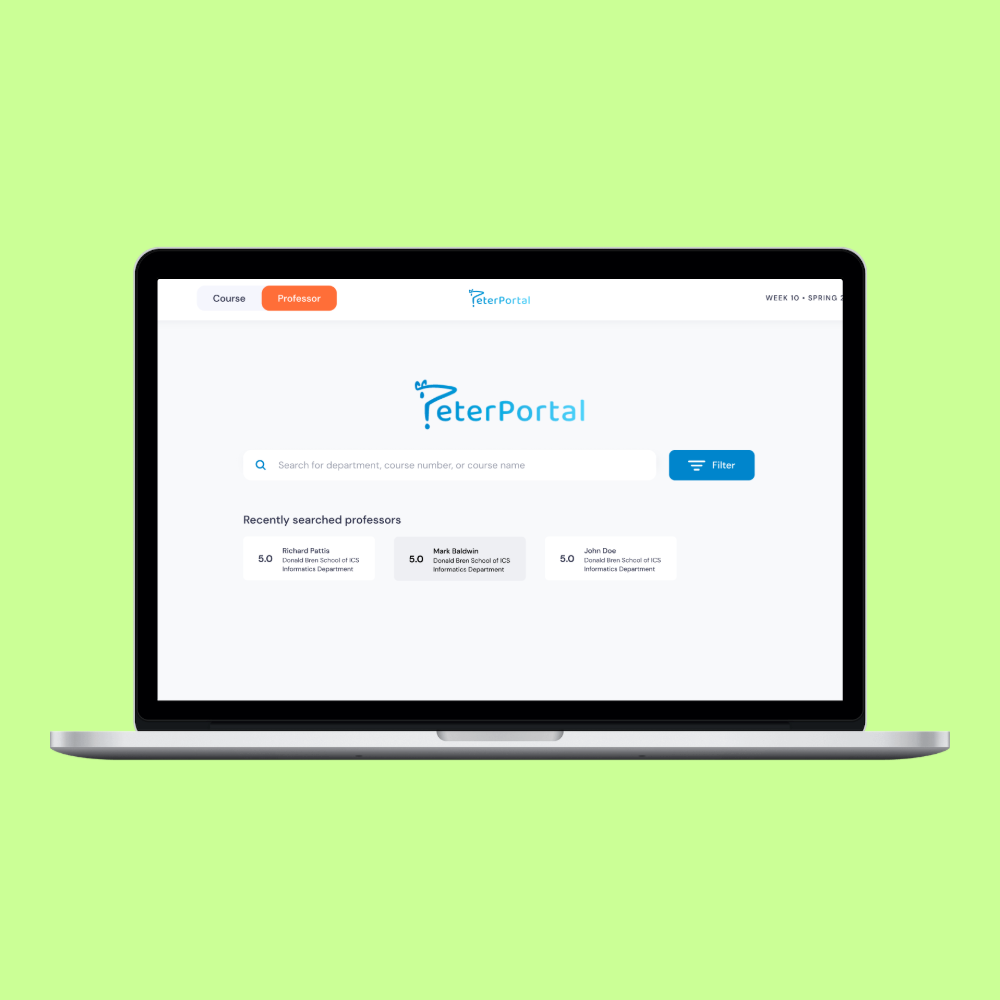 Course
Professor
PeterPortal
WEEK 10 • SPRING
PeterPortal
Search for department, course number, or course name
Filter
Recently searched professors
5.0
Richard Pattis
Donald Bren School of ICS
Informatics Department
5.0
Mark Baldwin
Donald Bren School of ICS
Informatics Department
5.0
John Doe
Donald Bren School of ICS
Informatics Department